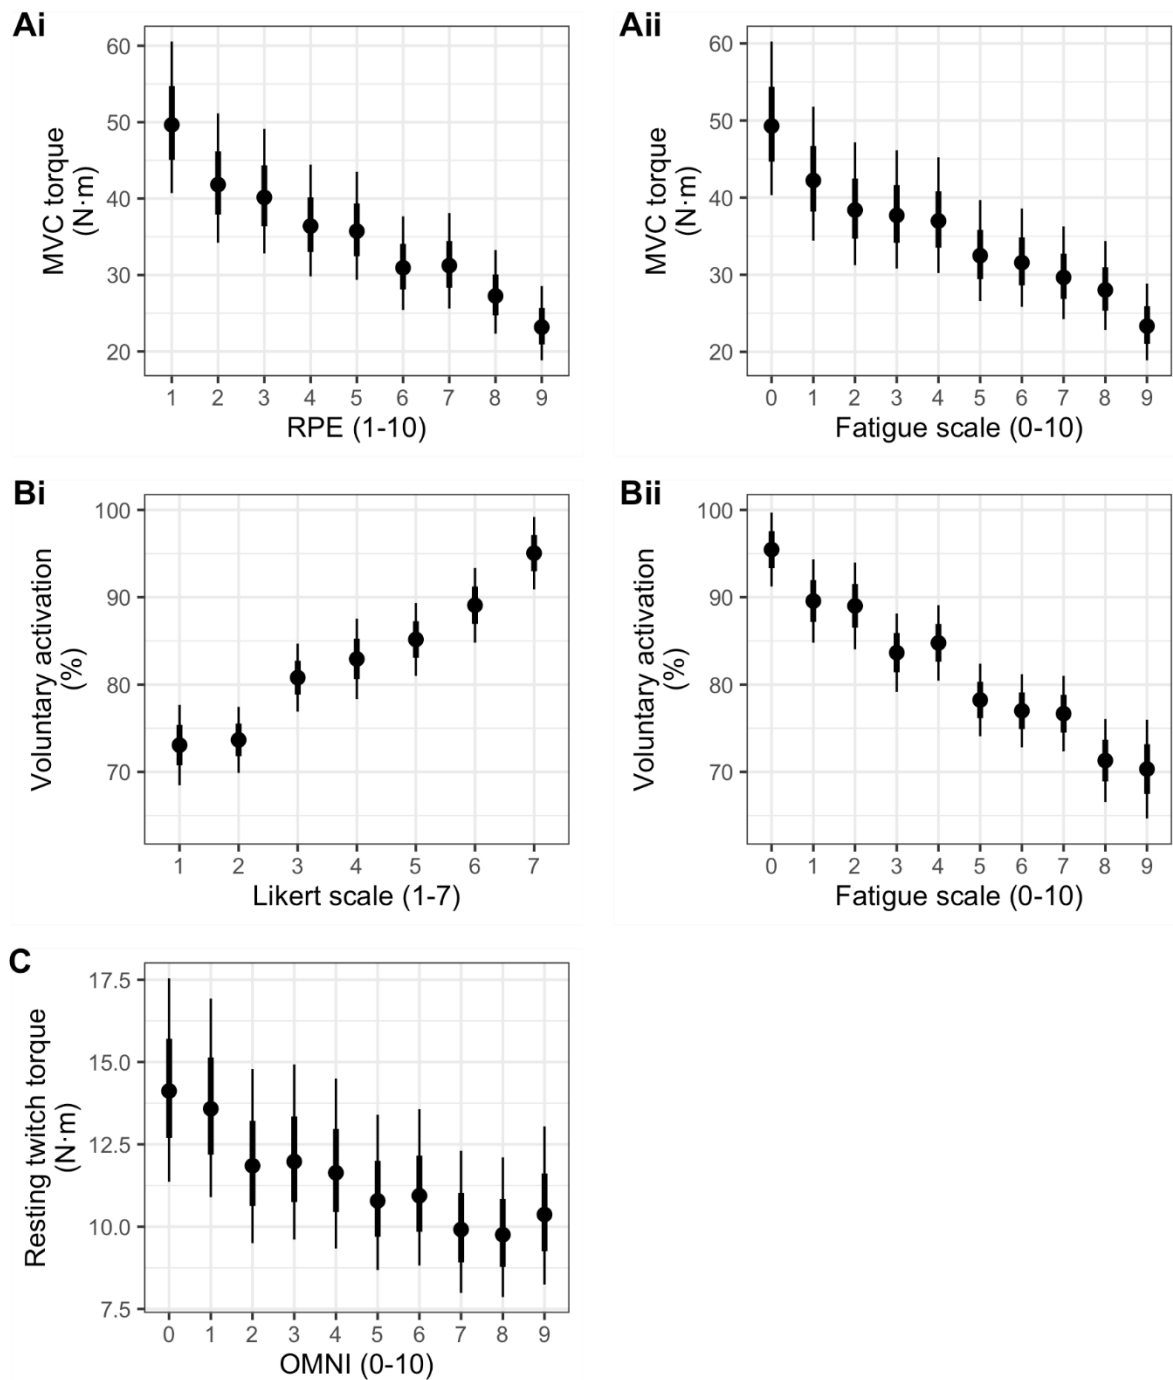 Ai
60
50
40
30
20
MVC torque
(N·m)
1 2 3 4 5 6 7 8 9
RPE (1-10)
Aii
60
50
40
30
20
MVC torque
(N·m)
0 1 2 3 4 5 6 7 8 9
Fatigue scale (0-10)
Bi
100
90
80
70
Voluntary activation
(%)
1 2 3 4 5 6 7
Likert scale (1-7)
Bii
100
90
80
70
Voluntary activation
(%)
0 1 2 3 4 5 6 7 8 9
Fatigue scale (0-10)
C
17.5
15.0
12.5
10.0
7.5
Resting twitch torque
(N·m)
0 1 2 3 4 5 6 7 8 9
OMNI (0-10)